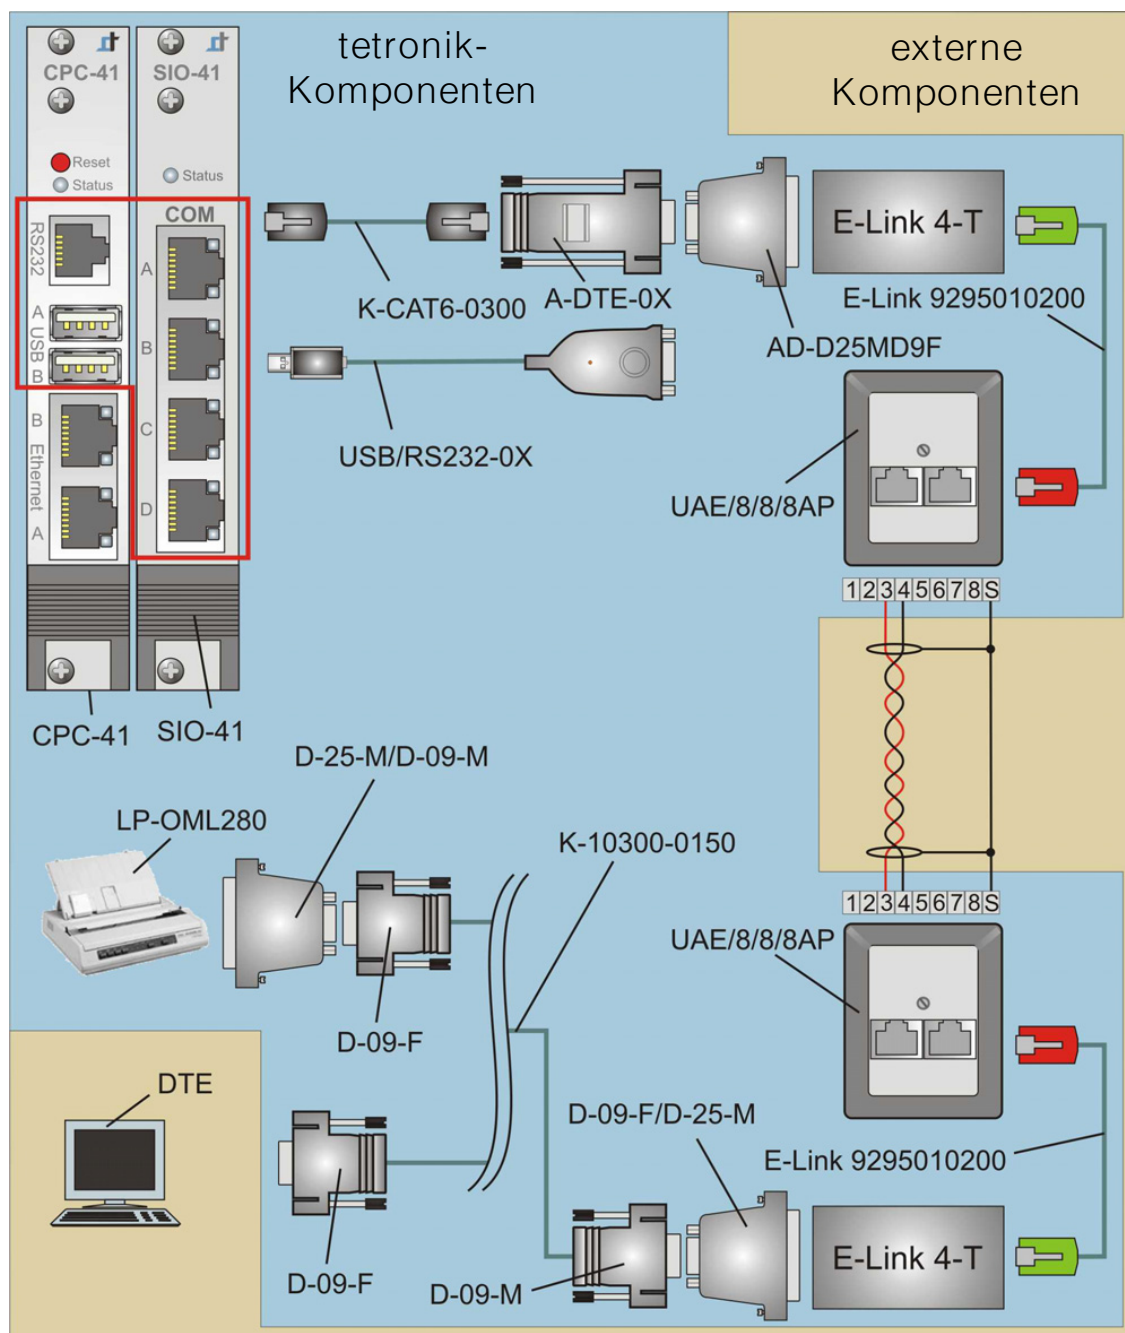 tetronik-
Komponenten
externe
Komponenten
CPC-41
SIO-41
Reset
Status
Status
RS232
COM
A
USB
B
B
Ethernet
A
A
B
C
D
CPC-41
SIO-41
K-CAT6-0300
A-DTE-0X
AD-D25MD9F
E-Link 4-T
E-Link 9295010200
USB/RS232-0X
UAE/8/8/8AP
1 2 3 4 5 6 7 8 S
D-25-M/D-09-M
LP-OML280
K-10300-0150
D-09-F
1 2 3 4 5 6 7 8 S
UAE/8/8/8AP
DTE
D-09-F
D-09-F/D-25-M
D-09-M
E-Link 9295010200
E-Link 4-T